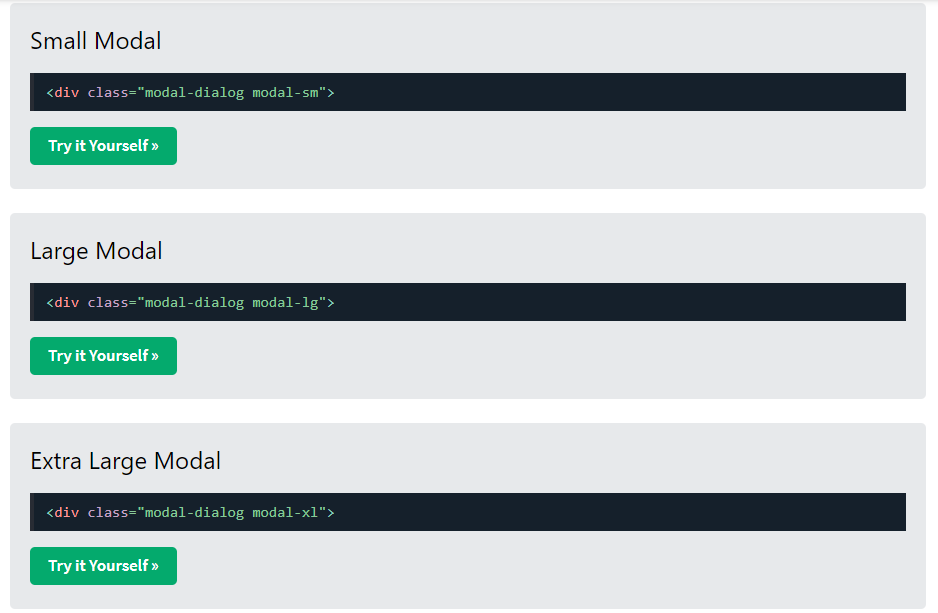 Small Modal
<div class="modal-dialog modal-sm">
Try it Yourself »
Large Modal
<div class="modal-dialog modal-lg">
Try it Yourself »
Extra Large Modal
<div class="modal-dialog modal-xl">
Try it Yourself »